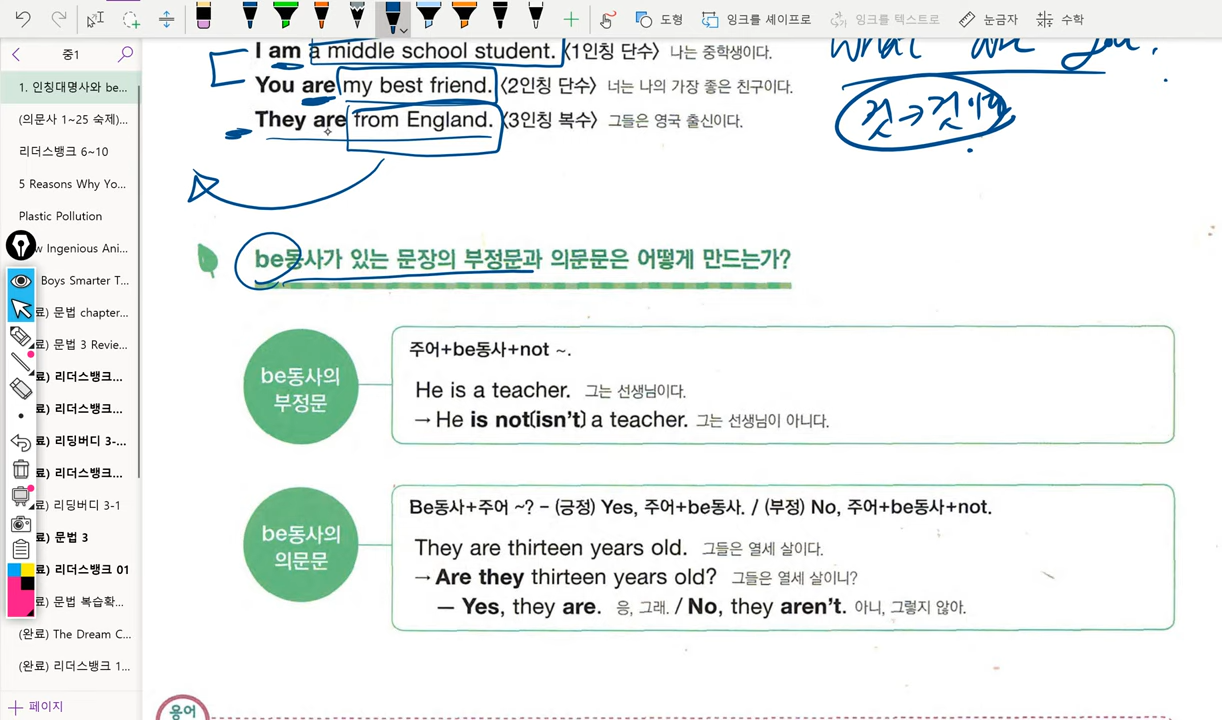 도형
잉크를 셰이프로
잉크를 텍스트로
눈금자
수학
중1
1. 인칭대명사와 be...
(의문사 1~25 숙제)...
리더스뱅크 6~10
5 Reasons Why Yo...
Plastic Pollution
w Ingenious Ani...
Boys Smarter T...
료) 문법 chapter...
료) 문법 3 Revie...
료) 리더스뱅크...
료) 리더스뱅크...
료) 리딩버디 3-...
료) 리더스뱅크...
료) 리딩버디 3-1
료) 문법 3
료) 리더스뱅크 01
료) 문법 복습확...
(완료) The Dream C...
(완료) 리더스뱅크 1...
페이지
I am a middle school student. 〈1인칭 단수〉 나는 중학생이다.
You are my best friend. 〈2인칭 단수〉 너는 나의 가장 좋은 친구이다.
They are from England. 〈3인칭 복수〉 그들은 영국 출신이다.
What are you?
be동사가 있는 문장의 부정문과 의문문은 어떻게 만드는가?
be동사의
부정문
주어+be동사+not ~.
He is a teacher. 그는 선생님이다.
→ He is not(isn't) a teacher. 그는 선생님이 아니다.
be동사의
의문문
Be동사+주어 ~? – (긍정) Yes, 주어+be동사. / (부정) No, 주어+be동사+not.
They are thirteen years old. 그들은 열세 살이다.
→ Are they thirteen years old? 그들은 열세 살이니?
— Yes, they are. 응, 그래. / No, they aren't. 아니, 그렇지 않아.
용어